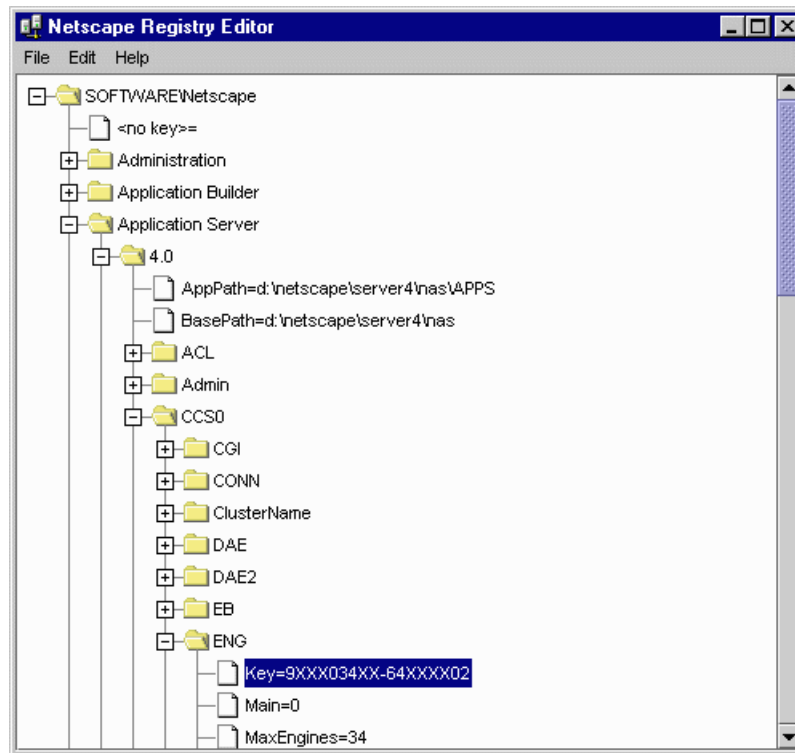 Netscape Registry Editor
File Edit Help
SOFTWARE\Netscape
<no key>=
Administration
Application Builder
Application Server
4.0
AppPath=d:\netscape\server4\nas\APPS
BasePath=d:\netscape\server4\nas
ACL
Admin
CCS0
CGI
CONN
ClusterName
DAE
DAE2
EB
ENG
Key=9XXX034XX-64XXXX02
Main=0
MaxEngines=34